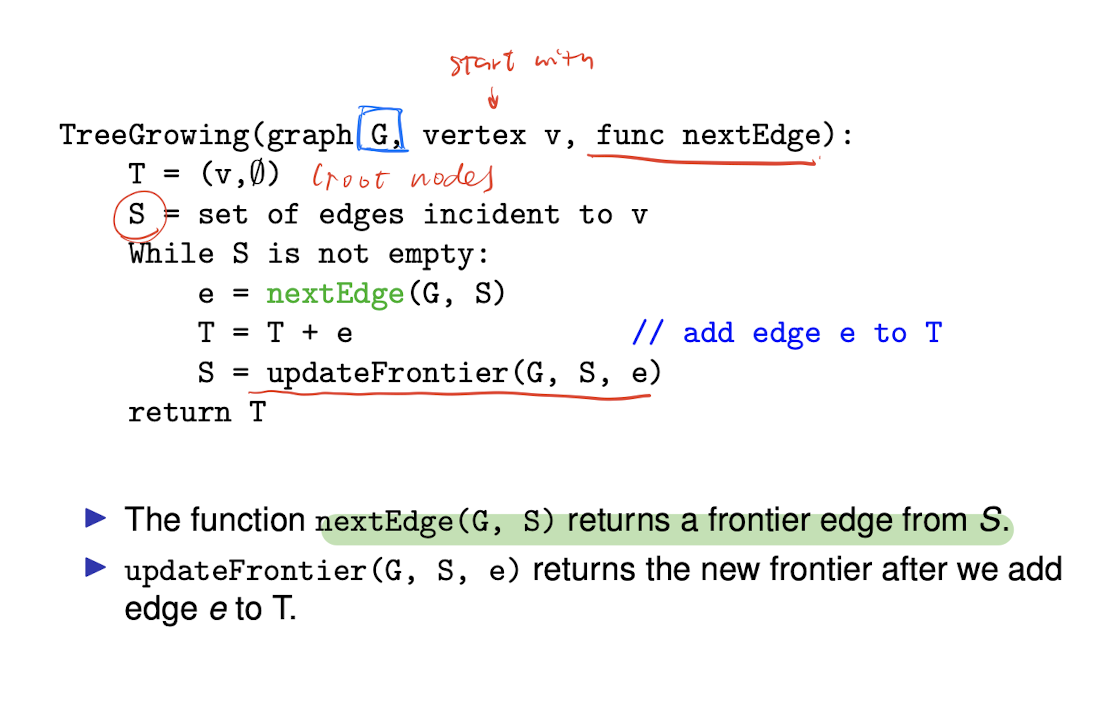 start with
TreeGrowing(graph G, vertex v, func nextEdge):
T = (v,∅) (root nodes
S = set of edges incident to v
While S is not empty:
e = nextEdge(G, S)
T = T + e // add edge e to T
S = updateFrontier(G, S, e)
return T
The function nextEdge(G, S) returns a frontier edge from S.
updateFrontier(G, S, e) returns the new frontier after we add
edge e to T.